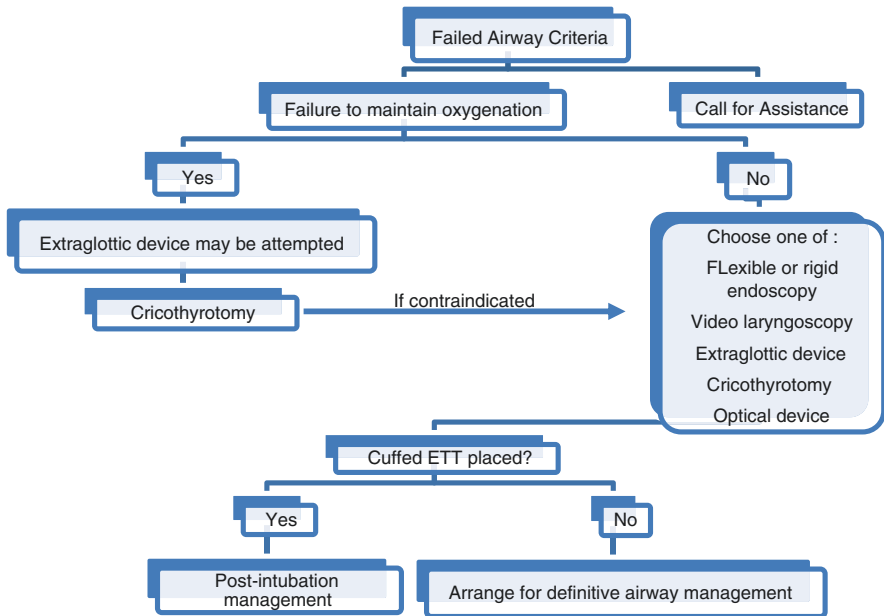 Failed Airway Criteria
Failure to maintain oxygenation
Call for Assistance
Yes
No
Extraglottic device may be attempted
Choose one of :
FLexible or rigid
endoscopy
Video laryngoscopy
Extraglottic device
Cricothyrotomy
Optical device
Cricothyrotomy
If contraindicated
Cuffed ETT placed?
Yes
No
Post-intubation
management
Arrange for definitive airway management